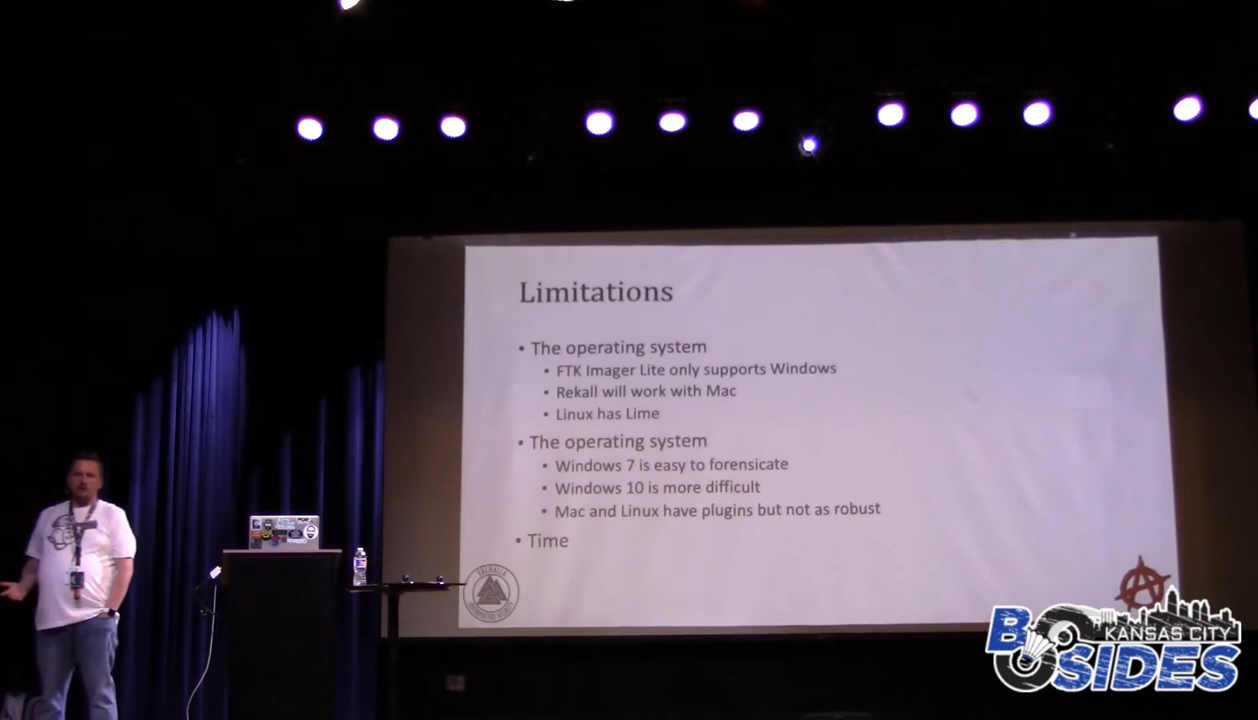 Limitations
• The operating system
• FTK Imager Lite only supports Windows
• Rekall will work with Mac
• Linux has Lime
• The operating system
• Windows 7 is easy to forensicate
• Windows 10 is more difficult
• Mac and Linux have plugins but not as robust
• Time
VALHALLA
KANSAS CITY
BSIDES